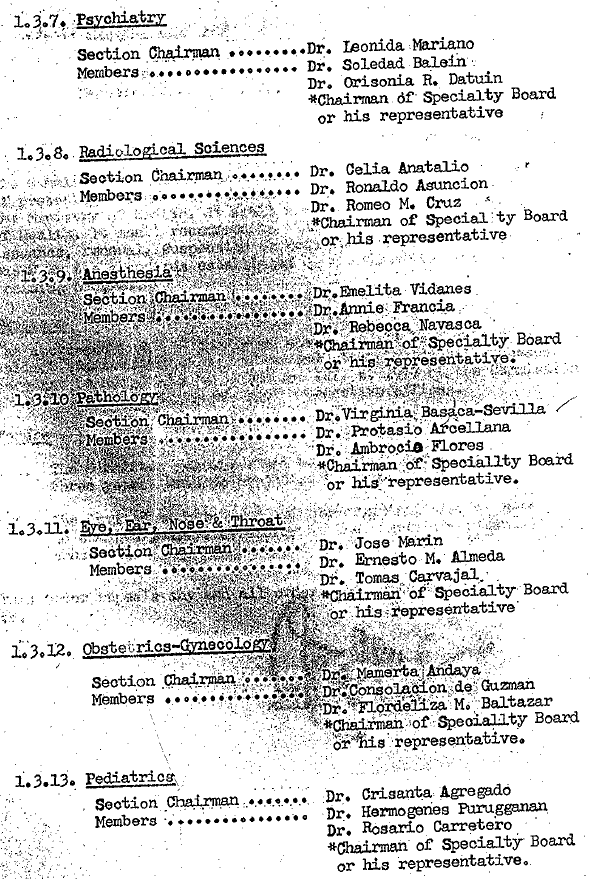 1.3.7. Psychiatry
Section Chairman .........Dr. Leonida Mariano
Members ................. Dr. Soledad Balein
Dr. Orisonia R. Datuin
*Chairman of Specialty Board
or his representative
1.3.8. Radiological Sciences
Section Chairman ........ Dr. Celia Anatalio
Members ................. Dr. Ronaldo Asuncion
Dr. Romeo M. Cruz
*Chairman of Special ty Board
or his representative
1.3.9. Anesthesia
Section Chairman ........ Dr.Emelita Vidanes
Members ................. Dr.Annie Francia
Dr. Rebecca Navasca
*Chairman of Specialty Board
or his representative.
1.3.10 Pathology
Section Chairman ........ Dr.Virginia Basaca-Sevilla
Members ................. Dr. Protasio Arcellana
Dr. Ambrocio Flores
*Chairman of Speciallty Board
or his representative.
1.3.11. Eye, Ear, Nose & Throat
Section Chairman ....... Dr. Jose Marin
Members ................ Dr. Ernesto M. Almeda
Dr. Tomas Carvajal
*Chairman of Specialty Board
or his representative
1.3.12. Obstetrics-Gynecology
Section Chairman ....... Dr. Mamerta Andaya
Members ................ Dr.Consolacion de Guzman
Dr. Flordeliza M. Baltazar
*Chairman of Speciallty Board
or his representative.
1.3.13. Pediatrics
Section Chairman ....... Dr. Crisanta Agregado
Members ................ Dr. Hermogenes Purugganan
Dr. Rosario Carretero
*Chairman of Specialty Board
or his representative.